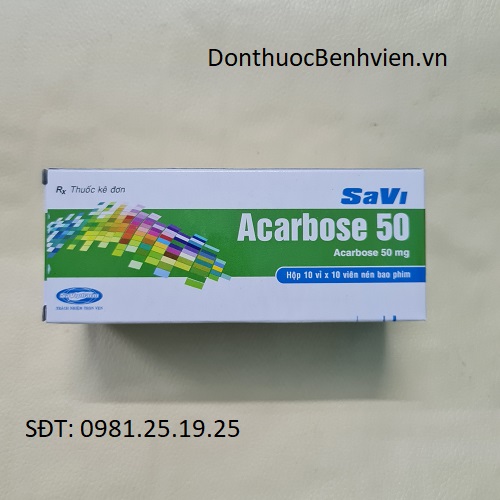 DonthuocBenhvien.vn
Rx Thuốc kê đơn
SaVi
Acarbose 50
Acarbose 50 mg
Hộp 10 vỉ x 10 viên nén bao phim
SĐT: 0981.25.19.25